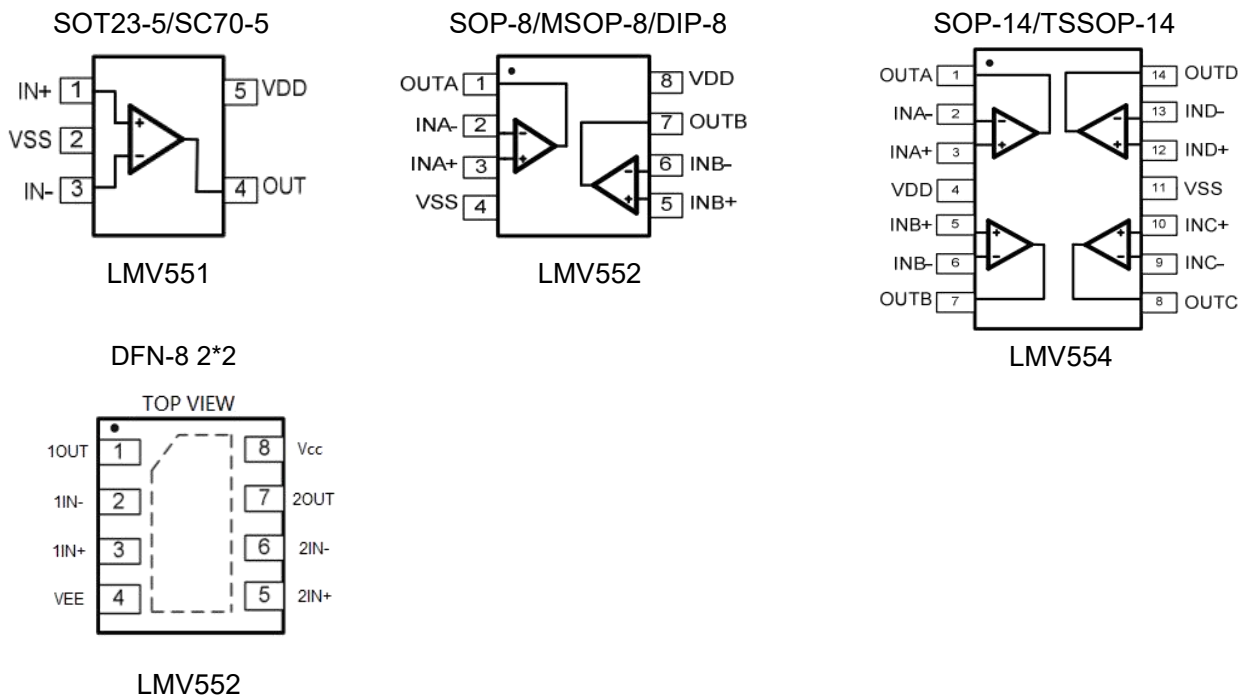 SOT23-5/SC70-5
IN+ 1 5 VDD
VSS 2
IN- 3 4 OUT
LMV551
SOP-8/MSOP-8/DIP-8
OUTA 1 8 VDD
INA- 2 7 OUTB
INA+ 3 6 INB-
VSS 4 5 INB+
LMV552
SOP-14/TSSOP-14
OUTA 1 14 OUTD
INA- 2 13 IND-
INA+ 3 12 IND+
VDD 4 11 VSS
INB+ 5 10 INC+
INB- 6 9 INC-
OUTB 7 8 OUTC
LMV554
DFN-8 2*2
TOP VIEW
1OUT 1 8 Vcc
1IN- 2 7 2OUT
1IN+ 3 6 2IN-
VEE 4 5 2IN+
LMV552